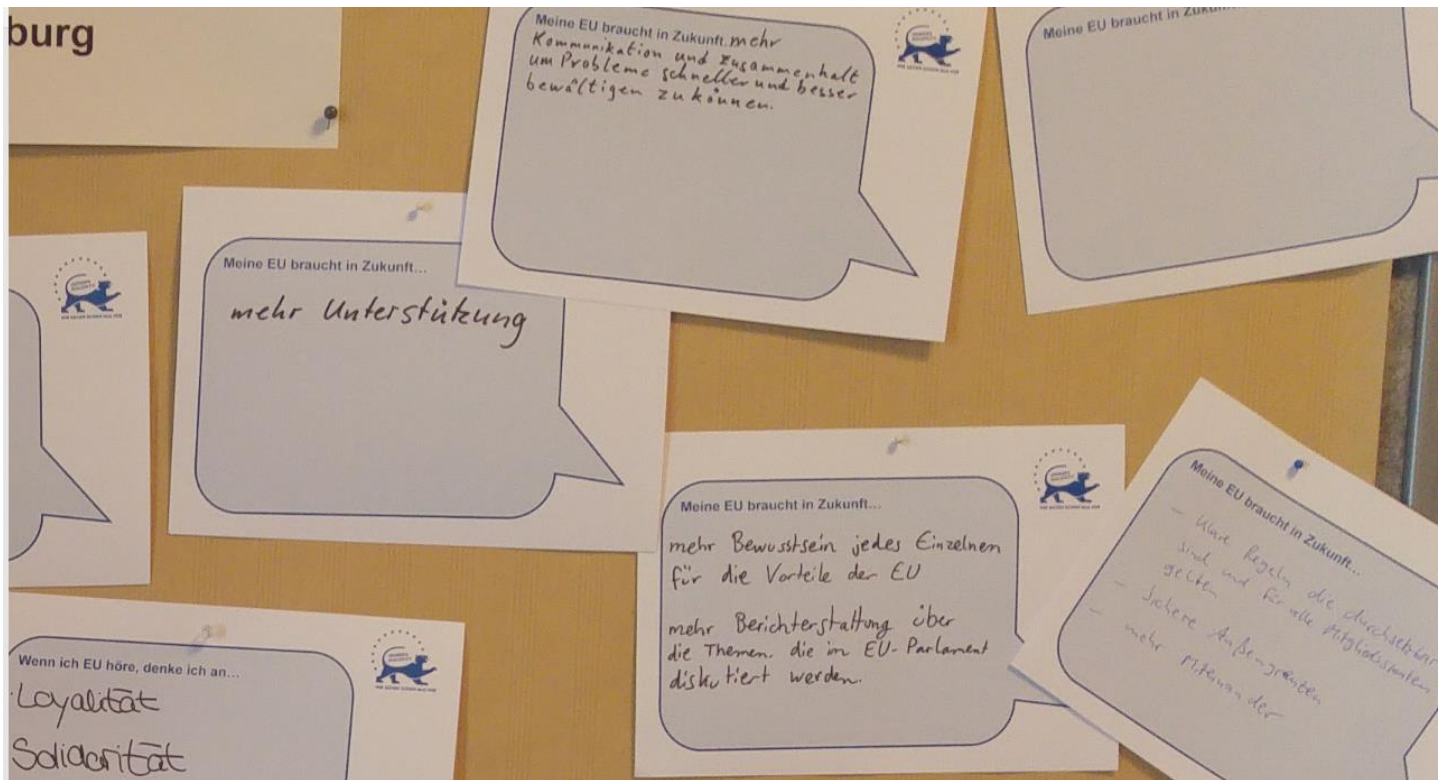 burg
Meine EU braucht in Zukunft... mehr
Kommunikation und Zusammenhalt
um Probleme schneller und besser
bewältigen zu können.
Meine EU braucht in
Meine EU braucht in Zukunft...
mehr Unterstützung
Meine EU braucht in Zukunft...
mehr Bewusstsein jedes Einzelnen
für die Vorteile der EU
mehr Berichterstattung über
die Themen, die im EU-Parlament
diskutiert werden.
Meine EU braucht in Zukunft...
- klare Regeln die durchsetzbar
sind und für alle Mitgliedsstaaten
gelten
- Sichere Außengrenzen
- mehr Miteinander
Wenn ich EU höre, denke ich an...
Loyalität
Solidarität